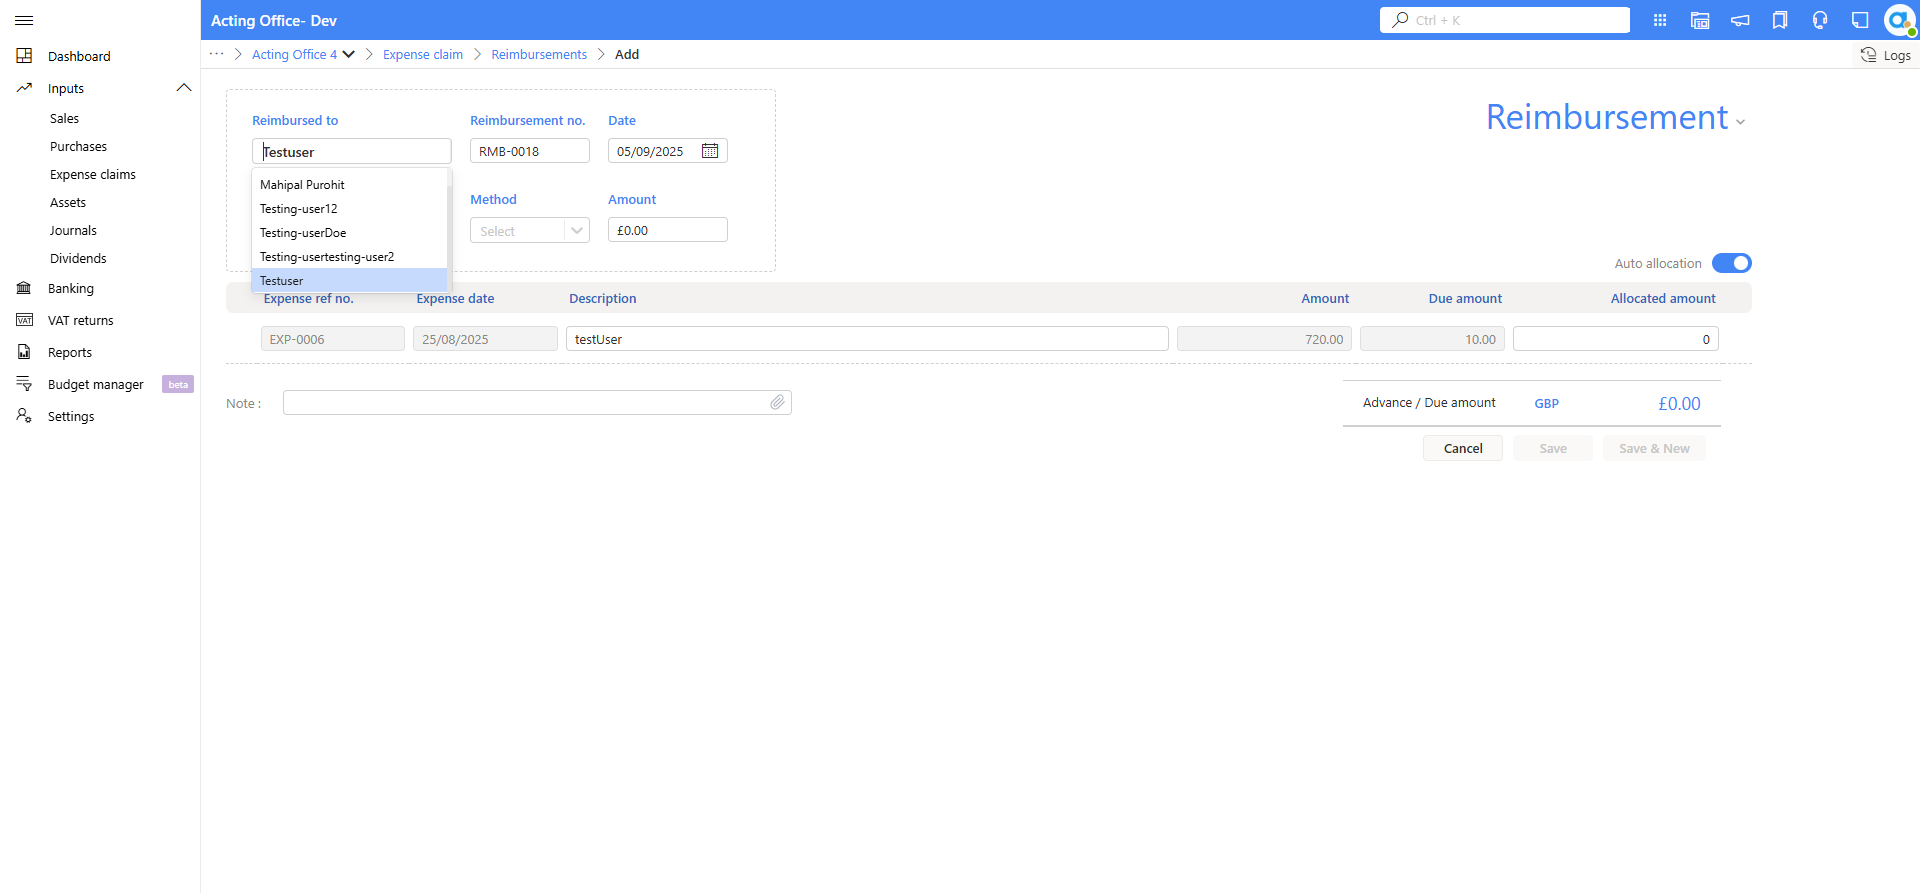 Acting Office- Dev
Ctrl + K
Dashboard
Inputs
Sales
Purchases
Expense claims
Assets
Journals
Dividends
Banking
VAT
VAT returns
Reports
Budget manager beta
Settings
··· Acting Office 4 Expense claim Reimbursements Add
Logs
Reimbursed to Reimbursement no. Date
Testuser RMB-0018 05/09/2025
Mahipal Purohit
Testing-user12
Testing-userDoe
Testing-usertesting-user2
Testuser
Method Amount
Select £0.00
Reimbursement
Auto allocation
Expense ref no. Expense date Description Amount Due amount Allocated amount
EXP-0006 25/08/2025 testUser 720.00 10.00 0
Note :
Advance / Due amount GBP £0.00
Cancel Save Save & New